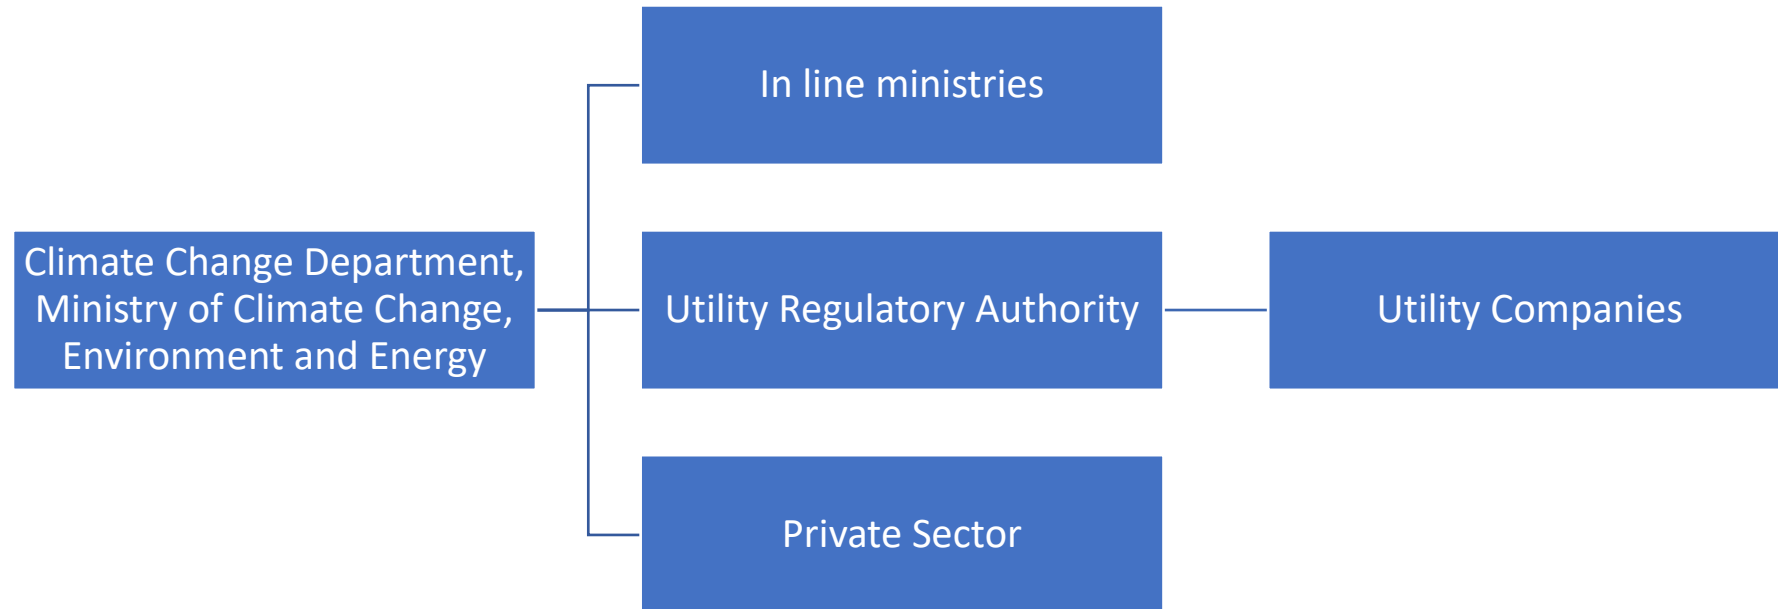 In line ministries
Climate Change Department,
Ministry of Climate Change,
Environment and Energy
Utility Regulatory Authority
Utility Companies
Private Sector